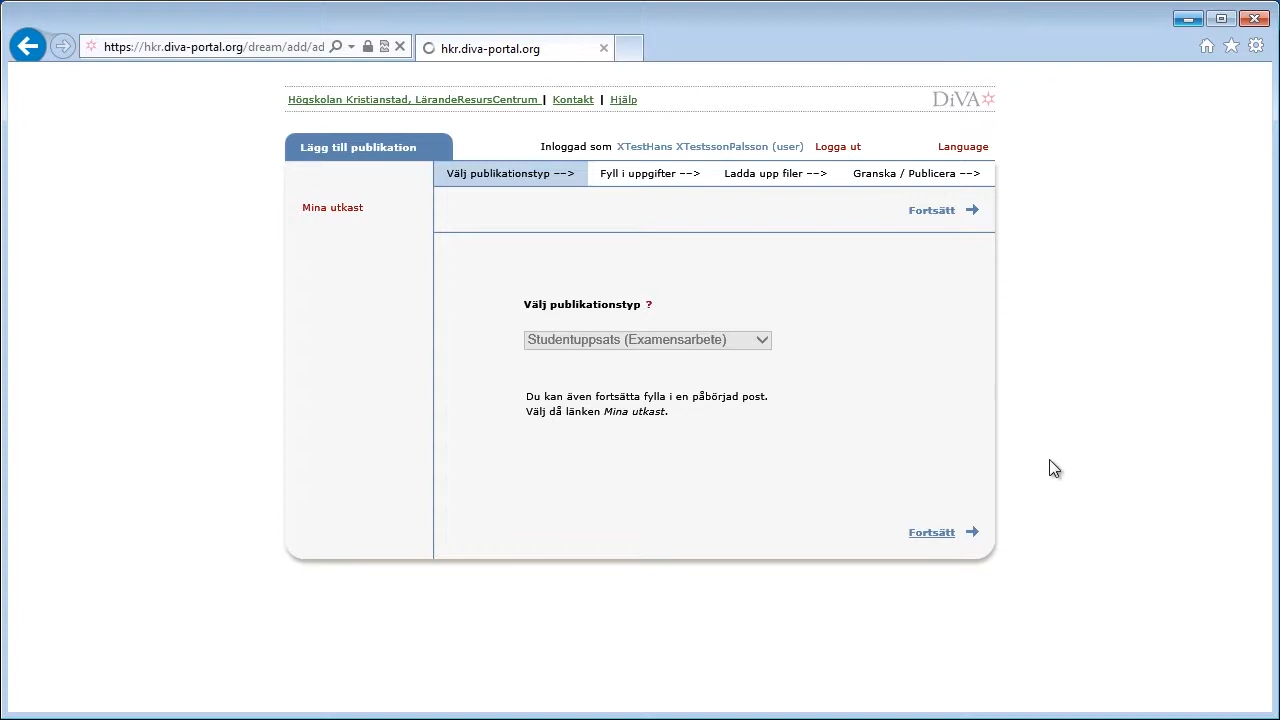 https://hkr.diva-portal.org/dream/add/ad
hkr.diva-portal.org
Högskolan Kristianstad, LärandeResursCentrum | Kontakt | Hjälp
DiVA
Lägg till publikation
Inloggad som XTestHans XTestssonPalsson (user) Logga ut Language
Välj publikationstyp --> Fyll i uppgifter --> Ladda upp filer --> Granska / Publicera -->
Mina utkast
Fortsätt
Välj publikationstyp ?
Studentuppsats (Examensarbete)
Du kan även fortsätta fylla i en påbörjad post.
Välj då länken Mina utkast.
Fortsätt